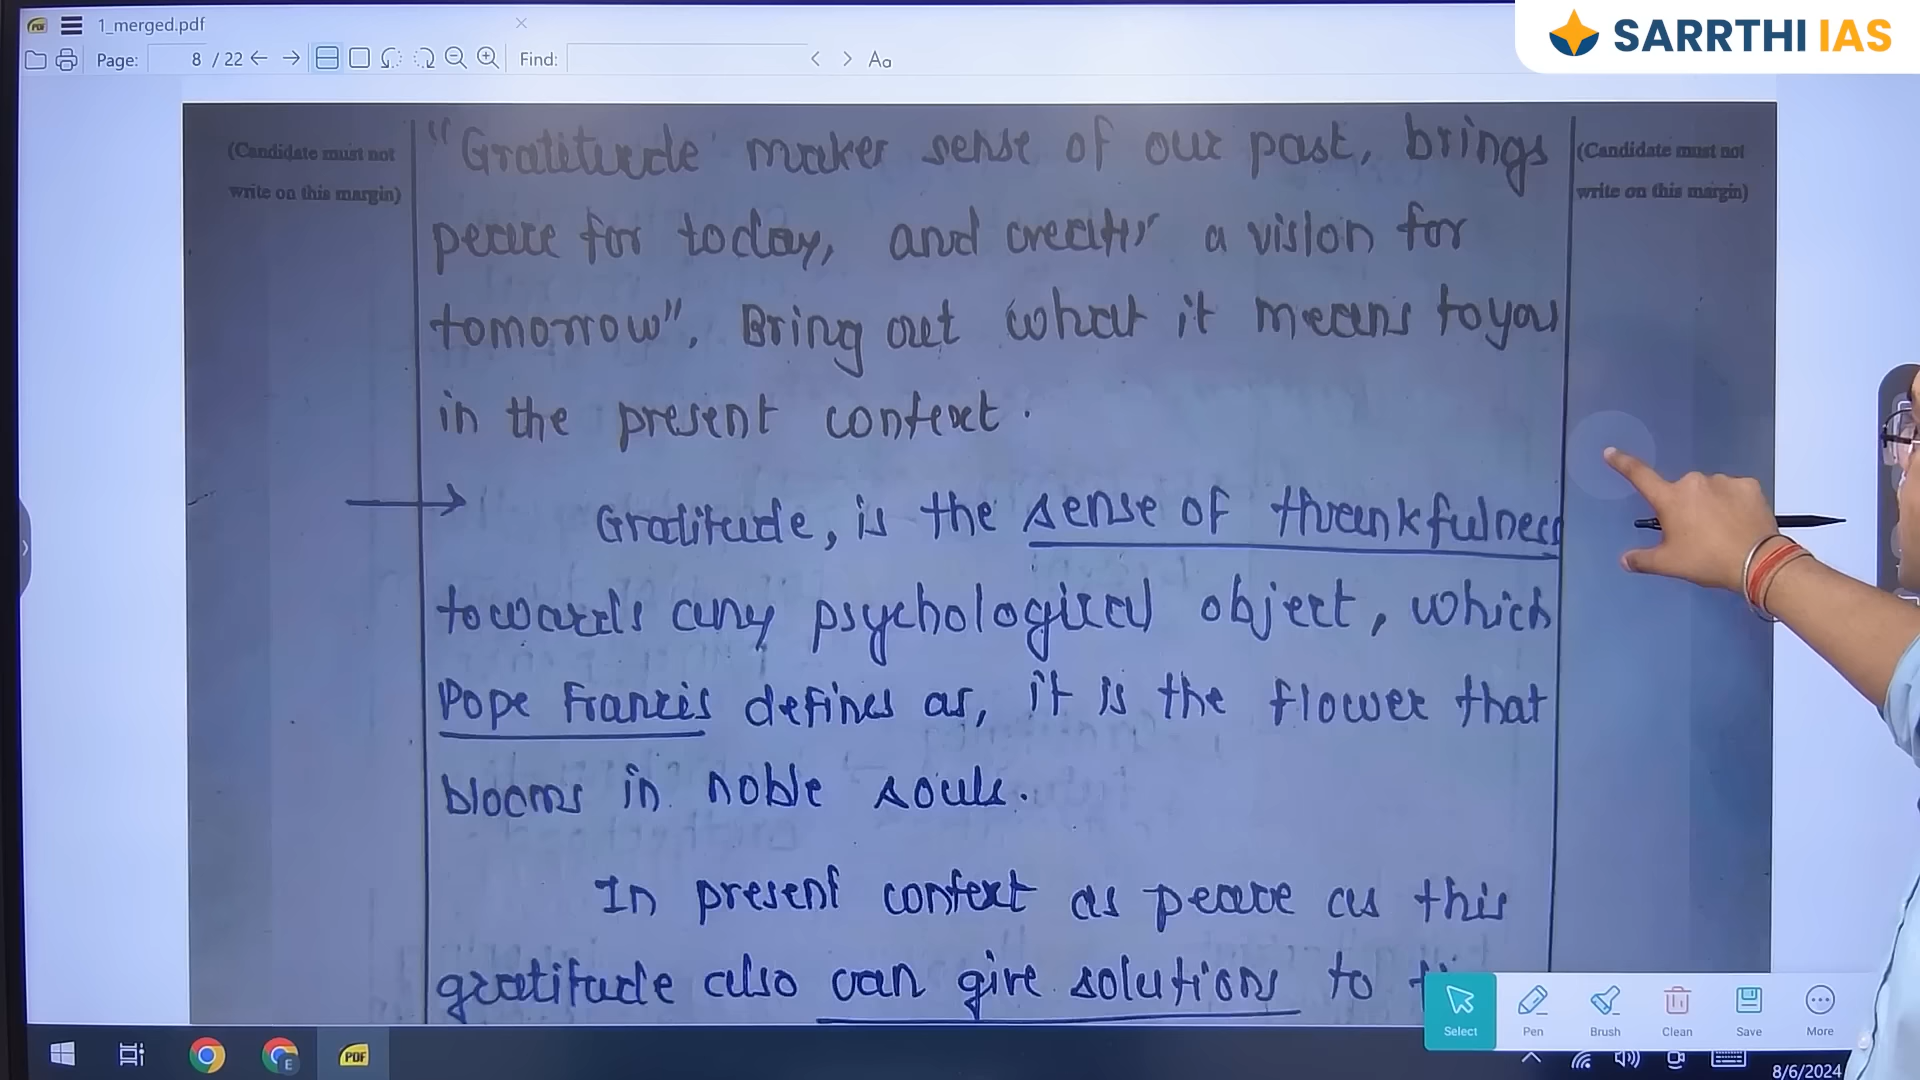 1_merged.pdf
SARRTHI IAS
Page: 8 / 22 Find: Aa
(Candidate must not
write on this margin)
(Candidate must not
write on this margin)
"Gratitude makes sense of our past, brings
peace for today, and creates a vision for
tomorrow". Bring out what it means to you
in the present context.
→ Gratitude, is the sense of thankfulness
towards any psychological object, which
Pope Francis defines as, it is the flower that
blooms in noble souls.
In present context as peace as this
gratitude also can give solutions to
Select Pen Brush Clean Save More
PDF
8/6/2024